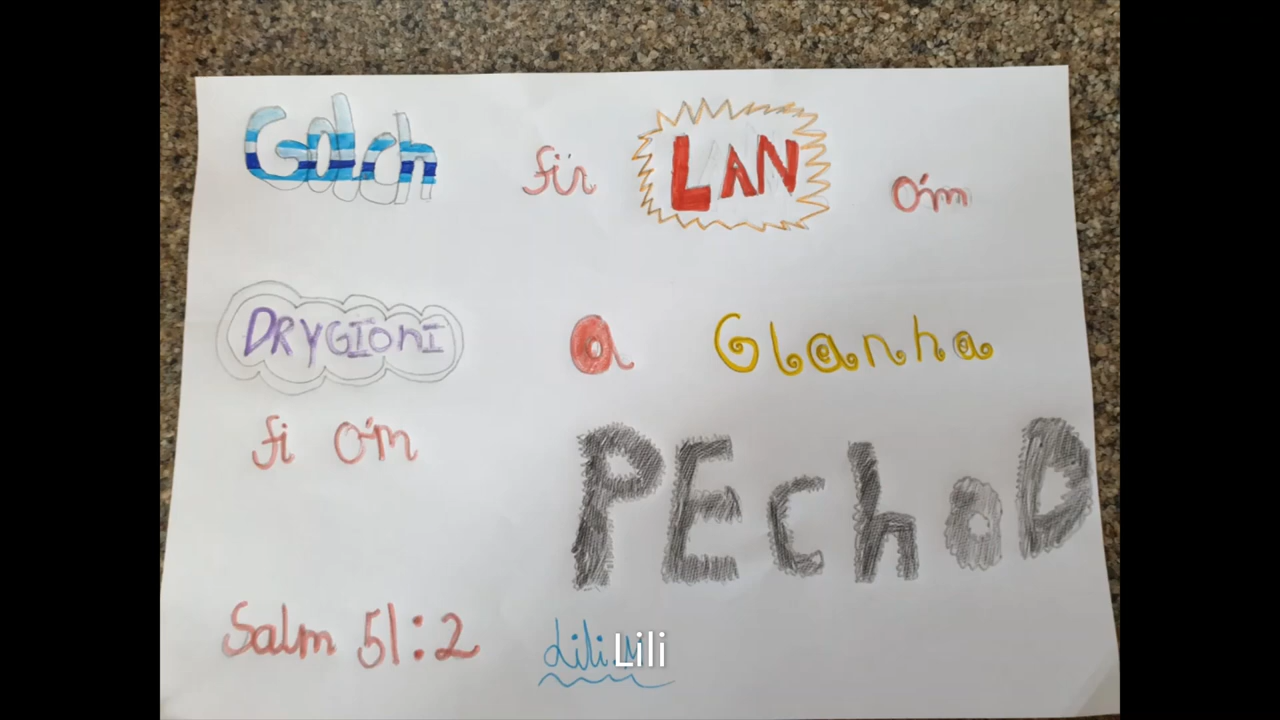 Golch fi'r LAN o'm
DRYGIONI a Glanha
fi o'm PEchoD
Salm 51:2 Lili.M
Lili